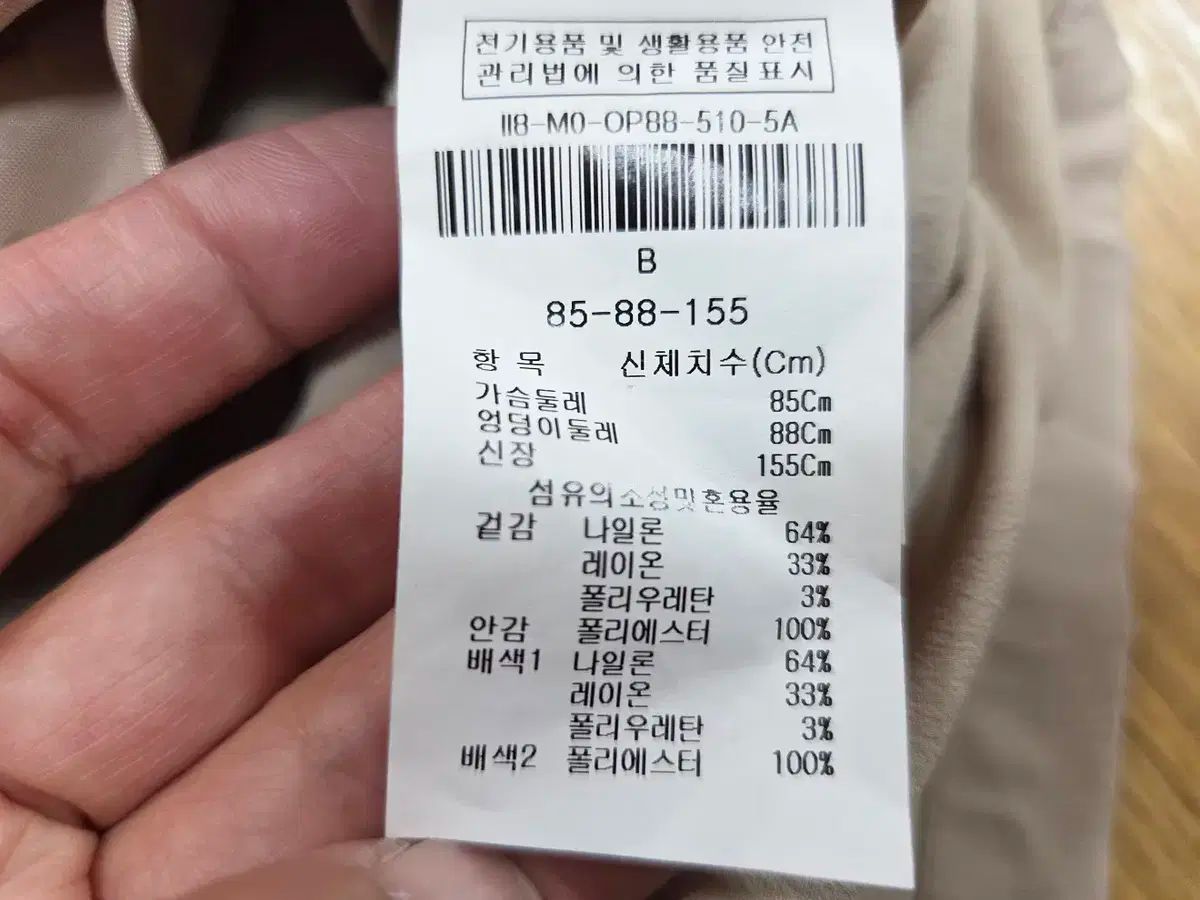 전기용품 및 생활용품 안전
관리법에 의한 품질표시
II8-M0-OP88-510-5A
B
85-88-155
항 목 신체치수(Cm)
가슴둘레 85Cm
엉덩이둘레 88Cm
신장 155Cm
섬유의소성및혼용율
겉감 나일론 64%
레이온 33%
폴리우레탄 3%
안감 폴리에스터 100%
배색1 나일론 64%
레이온 33%
폴리우레탄 3%
배색2 폴리에스터 100%